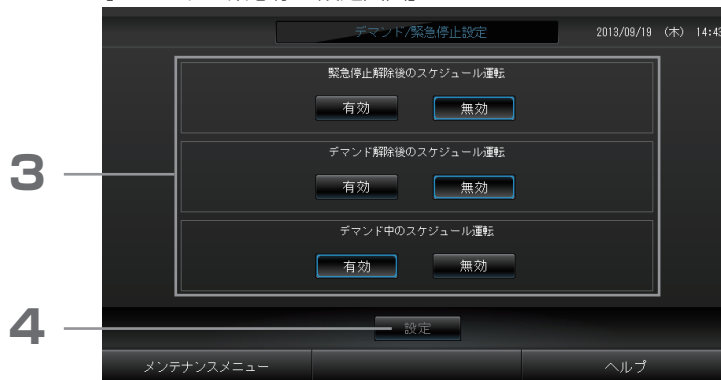 デマンド/緊急停止設定 2013/09/19 (木) 14:43
緊急停止解除後のスケジュール運転
有効 無効
デマンド解除後のスケジュール運転
3
有効 無効
デマンド中のスケジュール運転
有効 無効
4
設定
メンテナンスメニュー ヘルプ